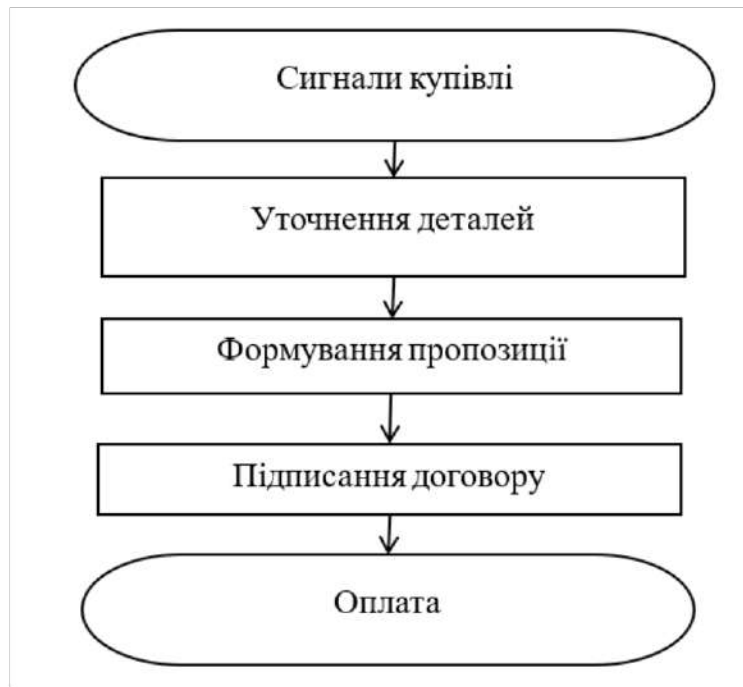 Сигнали купівлі
Уточнення деталей
Формування пропозиції
Підписання договору
Оплата